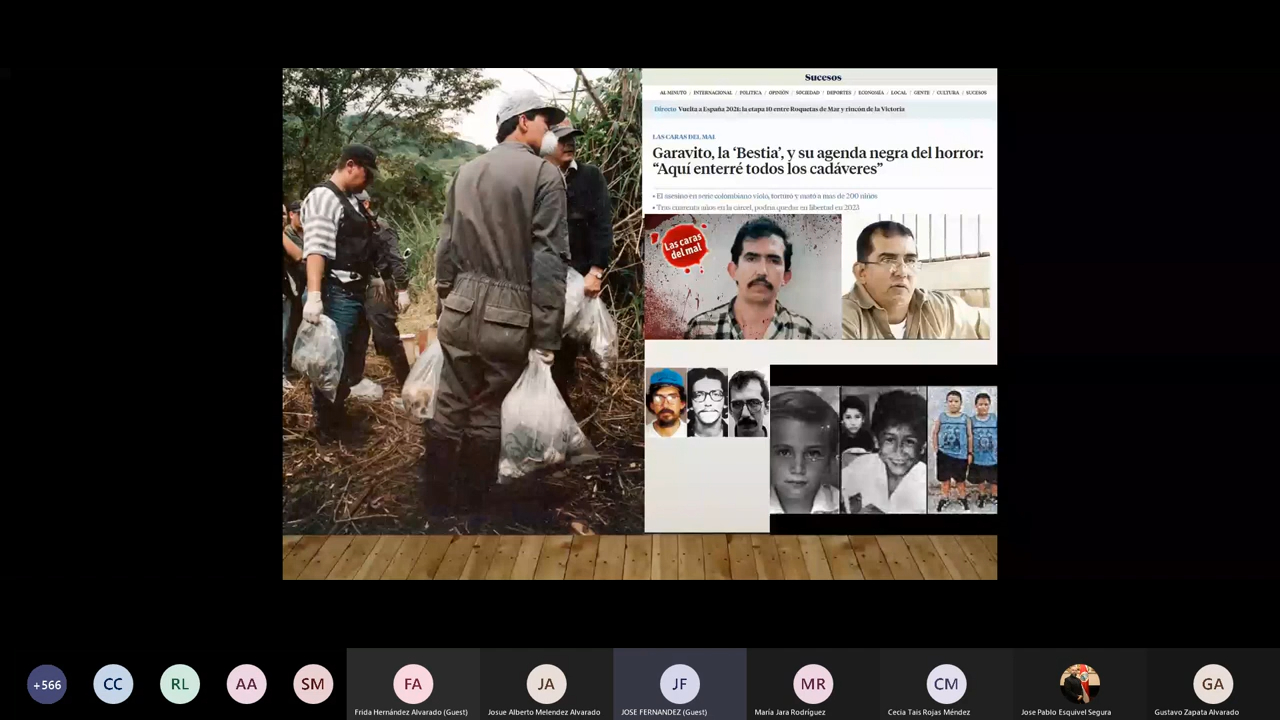 Sucesos
AL MINUTO / INTERNACIONAL / POLÍTICA / OPINIÓN / SOCIEDAD / DEPORTES / ECONOMÍA / LOCAL / GENTE / CULTURA / SUCESOS
Directo Vuelta a España 2021: la etapa 10 entre Roquetas de Mar y rincón de la Victoria
LAS CARAS DEL MAL
Garavito, la ‘Bestia’, y su agenda negra del horror:
“Aquí enterré todos los cadáveres”
• El asesino en serie colombiano violó, torturó y mató a más de 200 niños
• Tras cuarenta años en la cárcel, podría quedar en libertad en 2023
Las caras
del mal
+566
CC
RL
AA
SM
FA
JA
JF
MR
CM
GA
Frida Hernández Alvarado (Guest)
Josue Alberto Melendez Alvarado
JOSE FERNANDEZ (Guest)
María Jara Rodríguez
Cecia Tais Rojas Méndez
Jose Pablo Esquivel Segura
Gustavo Zapata Alvarado